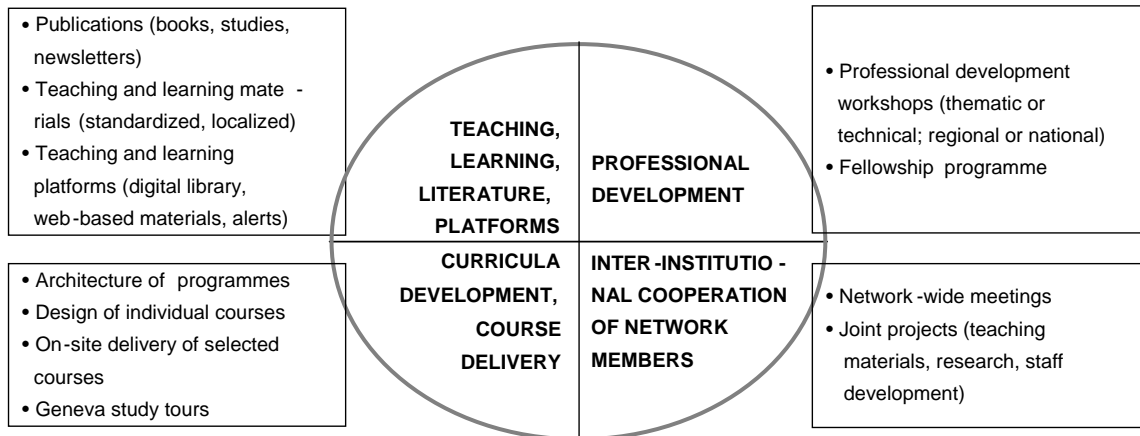 • Publications (books, studies,
newsletters)
• Teaching and learning mate -
rials (standardized, localized)
• Teaching and learning
platforms (digital library,
web-based materials, alerts)
TEACHING,
LEARNING,
LITERATURE,
PLATFORMS
PROFESSIONAL
DEVELOPMENT
• Professional development
workshops (thematic or
technical; regional or national)
• Fellowship programme
• Architecture of programmes
• Design of individual courses
• On-site delivery of selected
courses
• Geneva study tours
CURRICULA
DEVELOPMENT,
COURSE
DELIVERY
INTER -INSTITUTIO -
NAL COOPERATION
OF NETWORK
MEMBERS
• Network -wide meetings
• Joint projects (teaching
materials, research, staff
development)